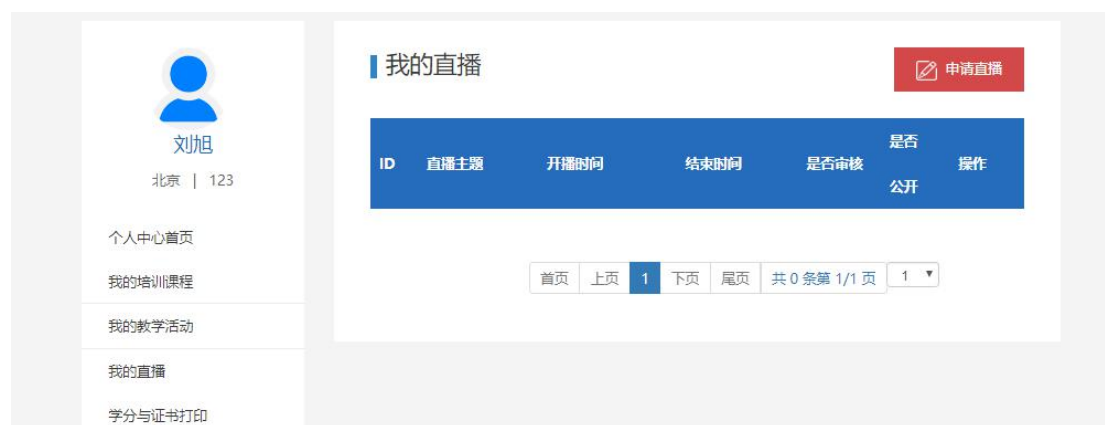 刘旭
北京 | 123
个人中心首页
我的培训课程
我的教学活动
我的直播
学分与证书打印
我的直播
申请直播
ID 直播主题 开播时间 结束时间 是否审核 是否公开 操作
首页 上页 1 下页 尾页 共 0 条第 1/1 页 1